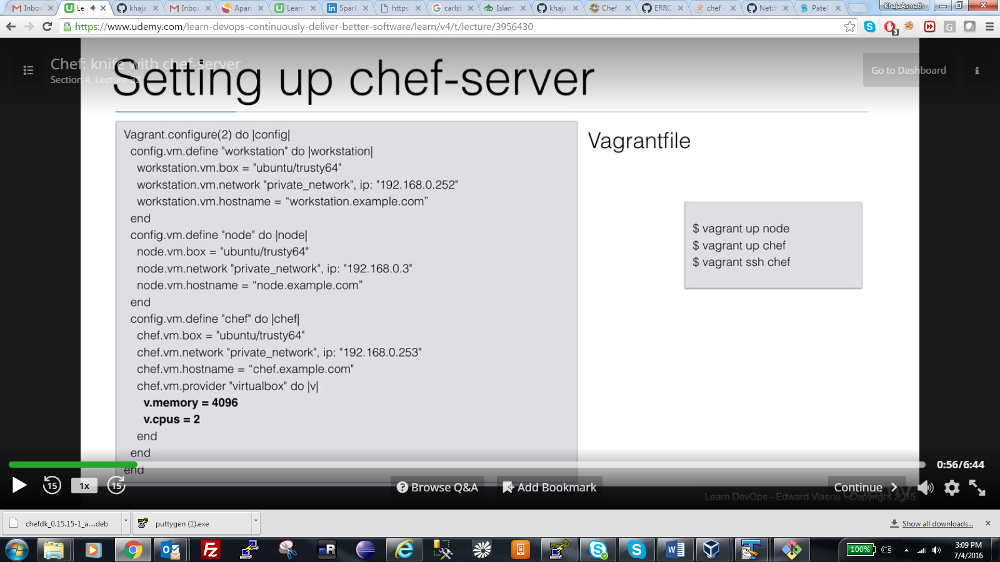 Inbox
Le
khaja
Inbox
Apart
Learn
Spark
https:
carlsb
Islam
khaja
Chef
ERRO
chef
Net::H
Patel
KhajaAsmath
https://www.udemy.com/learn-devops-continuously-deliver-better-software/learn/v4/t/lecture/3956430
3
G
Chef: knife with chef-server
Section 4, Lecture 32
Go to Dashboard
Setting up chef-server
Vagrant.configure(2) do |config|
config.vm.define "workstation" do |workstation|
workstation.vm.box = "ubuntu/trusty64"
workstation.vm.network "private_network", ip: "192.168.0.252"
workstation.vm.hostname = “workstation.example.com”
end
config.vm.define "node" do |node|
node.vm.box = "ubuntu/trusty64"
node.vm.network "private_network", ip: "192.168.0.3"
node.vm.hostname = “node.example.com”
end
config.vm.define "chef" do |chef|
chef.vm.box = "ubuntu/trusty64"
chef.vm.network "private_network", ip: "192.168.0.253"
chef.vm.hostname = “chef.example.com"
chef.vm.provider "virtualbox" do |v|
v.memory = 4096
v.cpus = 2
end
end
end
Vagrantfile
$ vagrant up node
$ vagrant up chef
$ vagrant ssh chef
0:56/6:44
15
1x
15
Browse Q&A
Add Bookmark
Continue
Learn DevOps - Edward Viaene - Copyright 2015
chefdk_0.15.15-1_a....deb
puttygen (1).exe
Show all downloads...
100%
3:09 PM
7/4/2016